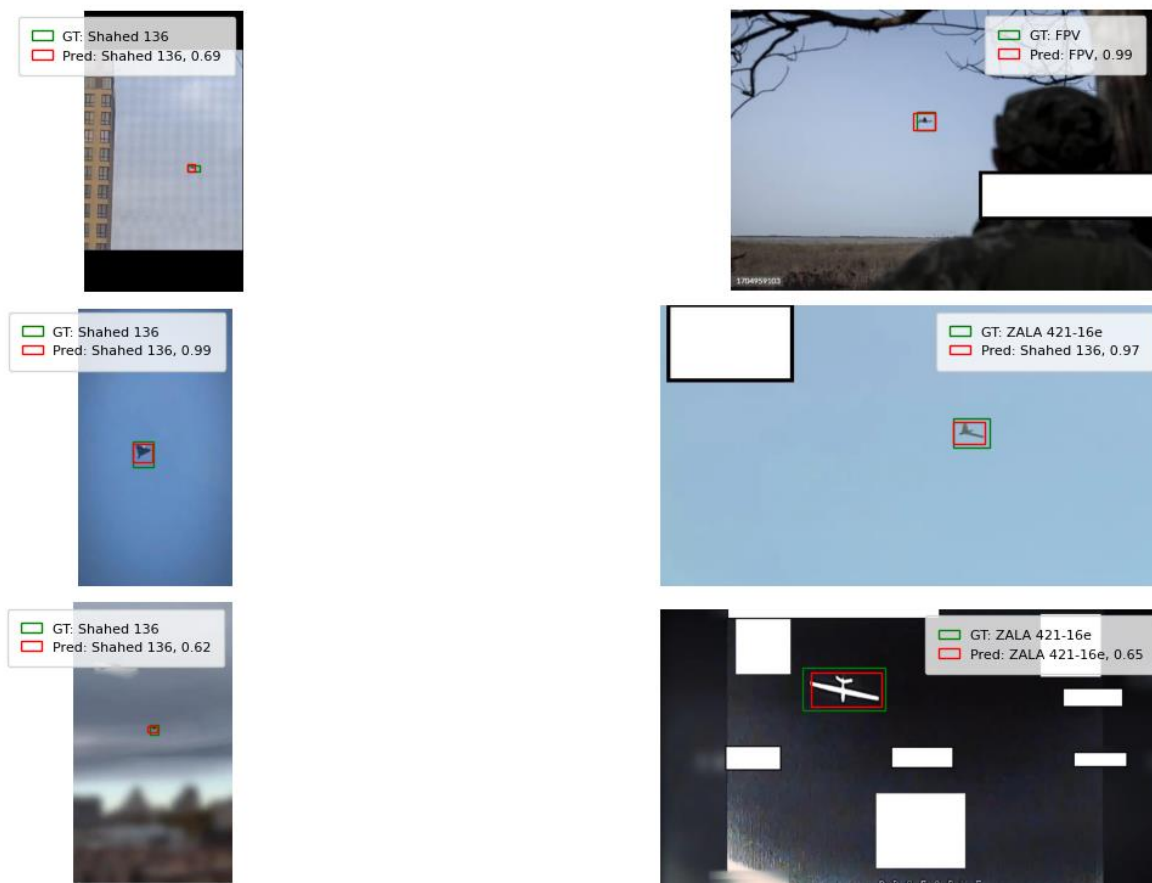 GT: Shahed 136
Pred: Shahed 136, 0.69
GT: FPV
Pred: FPV, 0.99
1704959103
GT: Shahed 136
Pred: Shahed 136, 0.99
GT: ZALA 421-16e
Pred: Shahed 136, 0.97
GT: Shahed 136
Pred: Shahed 136, 0.62
GT: ZALA 421-16e
Pred: ZALA 421-16e, 0.65